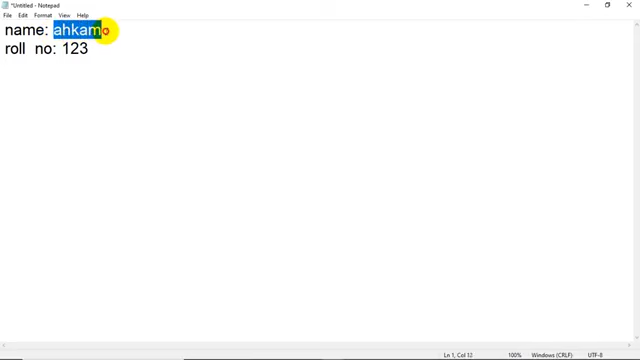 *Untitled - Notepad
File Edit Format View Help
name: ahkam
roll no: 123
Ln 1, Col 12 100% Windows (CRLF) UTF-8